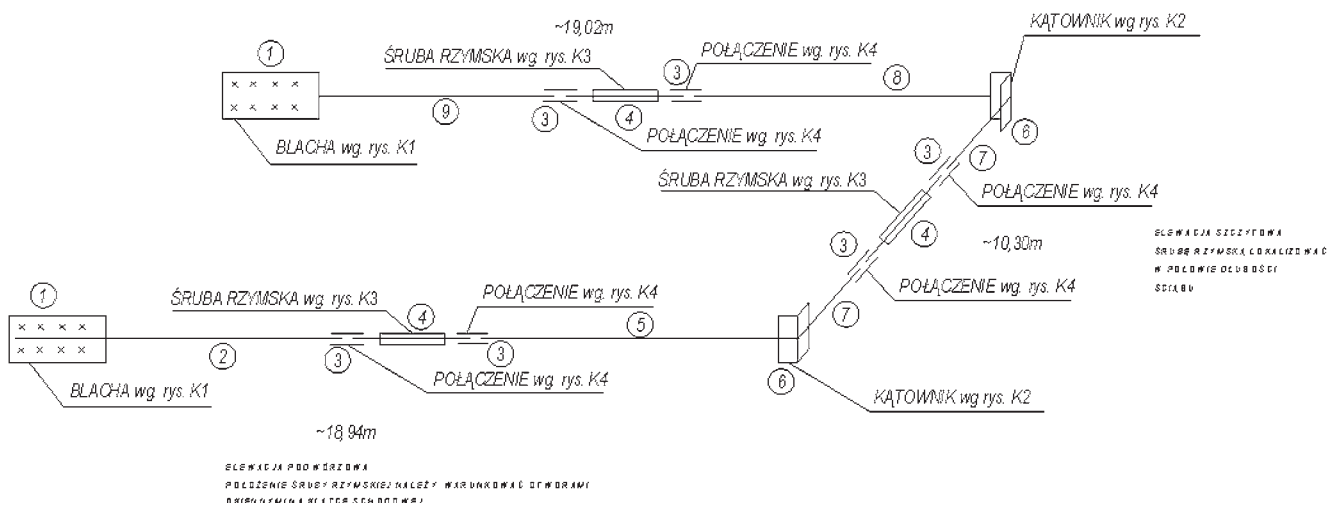 ~19,02m
KĄTOWNIK wg rys. K2
ŚRUBA RZYMSKA wg. rys. K3
POŁĄCZENIE wg. rys. K4
1
3
8
9
3
4
6
BLACHA wg. rys. K1
POŁĄCZENIE wg. rys. K4
3
7
ŚRUBA RZYMSKA wg. rys. K3
POŁĄCZENIE wg. rys. K4
4
3
~10,30m
ELEWACJA SZCZYTOWA
ŚRUBĘ RZYMSKĄ LOKALIZOWAĆ
W POŁOWIE DŁUGOŚCI
ŚCIĄGU
POŁĄCZENIE wg. rys. K4
7
1
ŚRUBA RZYMSKA wg. rys. K3
POŁĄCZENIE wg. rys. K4
4
5
2
3
3
6
BLACHA wg. rys. K1
POŁĄCZENIE wg. rys. K4
KĄTOWNIK wg rys. K2
~18,94m
ELEWACJA PODWÓRZOWA
POŁOŻENIE ŚRUBY RZYMSKIEJ NALEŻY WARUNKOWAĆ OTWORAMI